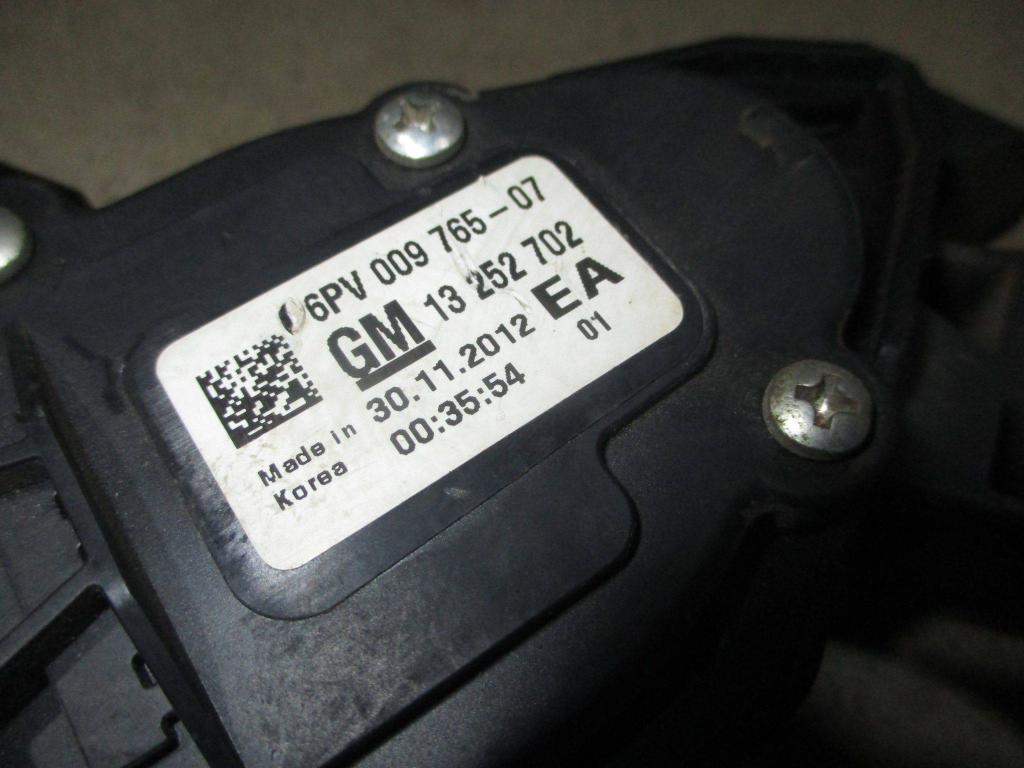 6PV 009 765-07
GM 13 252 702
30.11.2012 EA
00:35:54 01
Made in
Korea